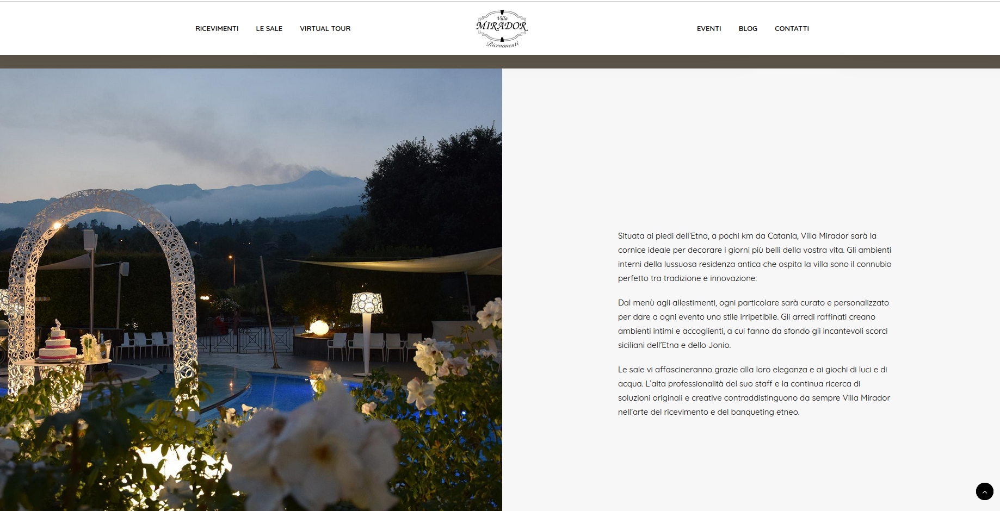 RICEVIMENTI
LE SALE
VIRTUAL TOUR
Villa
MIRADOR
Ricevimenti
EVENTI
BLOG
CONTATTI
Situata ai piedi dell’Etna, a pochi km da Catania, Villa Mirador sarà la
cornice ideale per decorare i giorni più belli della vostra vita. Gli ambienti
interni della lussuosa residenza antica che ospita la villa sono il connubio
perfetto tra tradizione e innovazione.
Dal menù agli allestimenti, ogni particolare sarà curato e personalizzato
per dare a ogni evento uno stile irripetibile. Gli arredi raffinati creano
ambienti intimi e accoglienti, a cui fanno da sfondo gli incantevoli scorci
siciliani dell’Etna e dello Jonio.
Le sale vi affascineranno grazie alla loro eleganza e ai giochi di luci e di
acqua. L’alta professionalità del suo staff e la continua ricerca di
soluzioni originali e creative contraddistinguono da sempre Villa Mirador
nell’arte del ricevimento e del banqueting etneo.